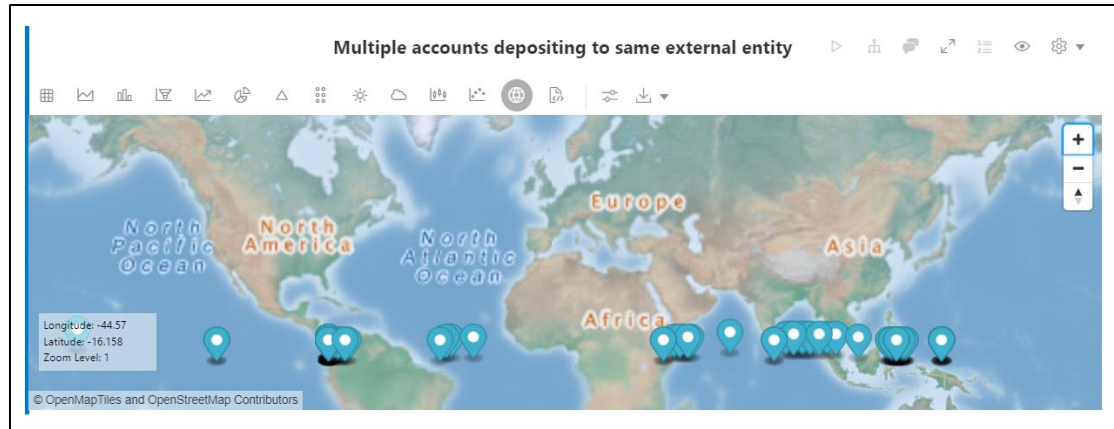 Multiple accounts depositing to same external entity
Europe
North
Pacific
Ocean
North
America
North
Atlantic
Ocean
Asia
Africa
Longitude: -44.57
Latitude: -16.158
Zoom Level: 1
© OpenMapTiles and OpenStreetMap Contributors